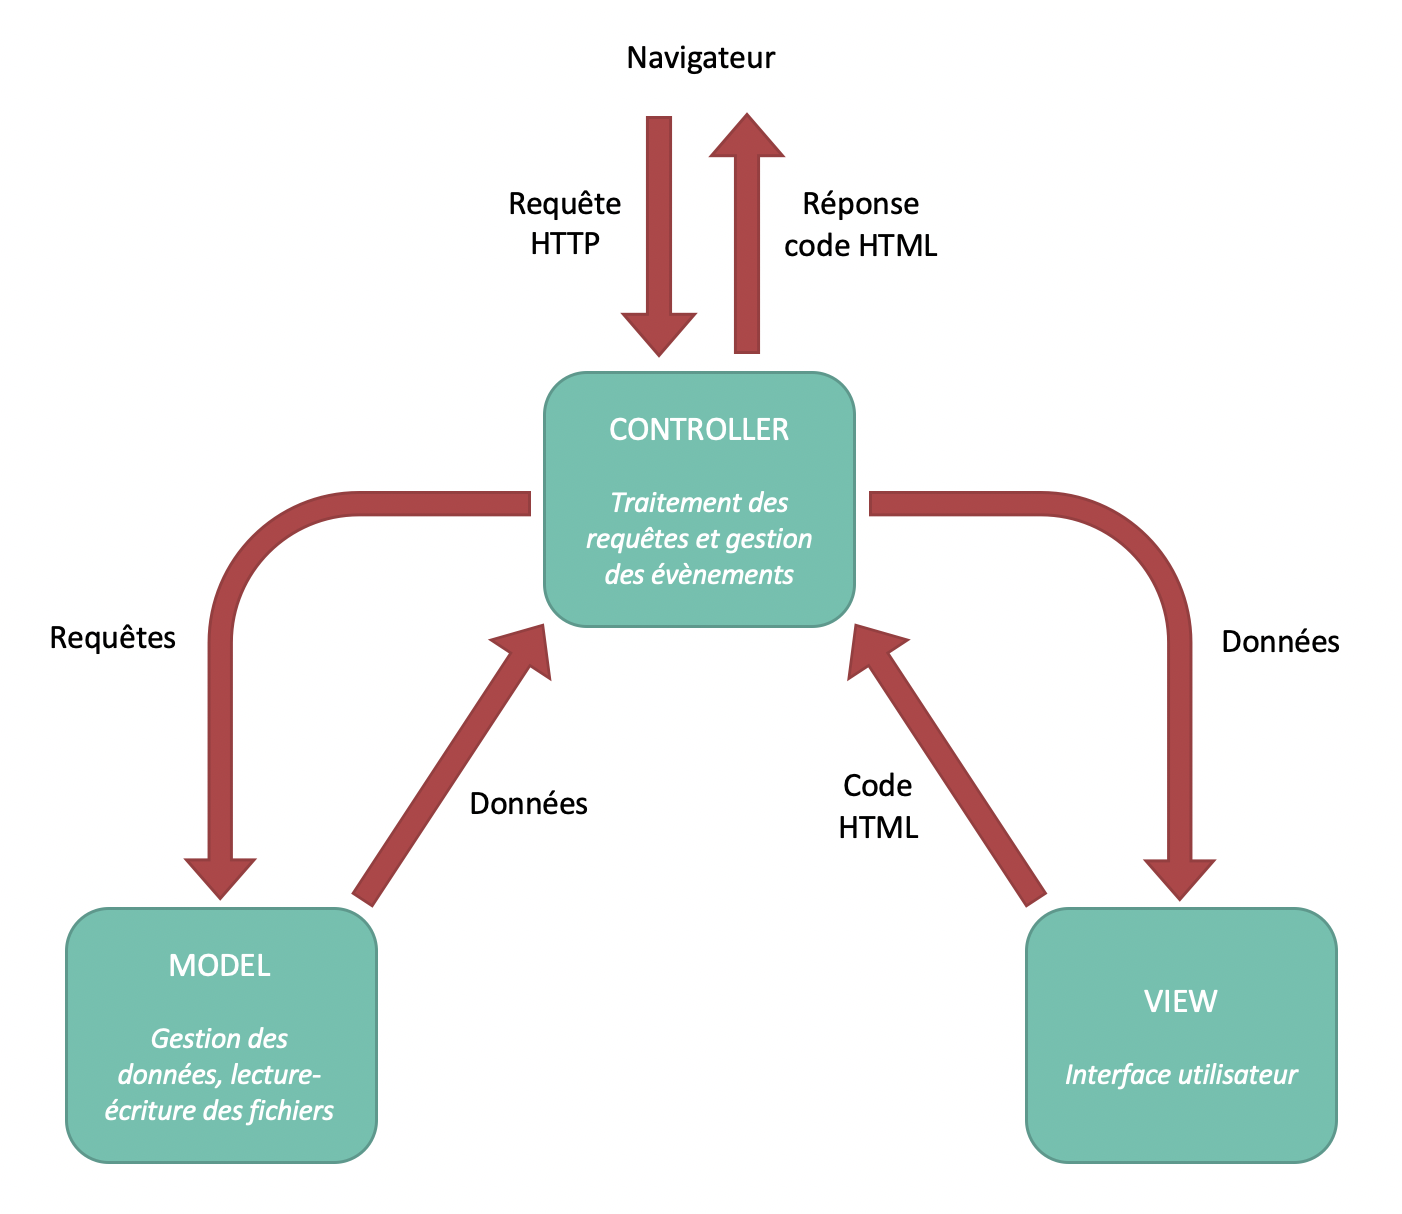 Navigateur
Requête
HTTP
Réponse
code HTML
CONTROLLER
Traitement des
requêtes et gestion
des évènements
Requêtes
Données
Données
Code
HTML
MODEL
Gestion des
données, lecture-
écriture des fichiers
VIEW
Interface utilisateur